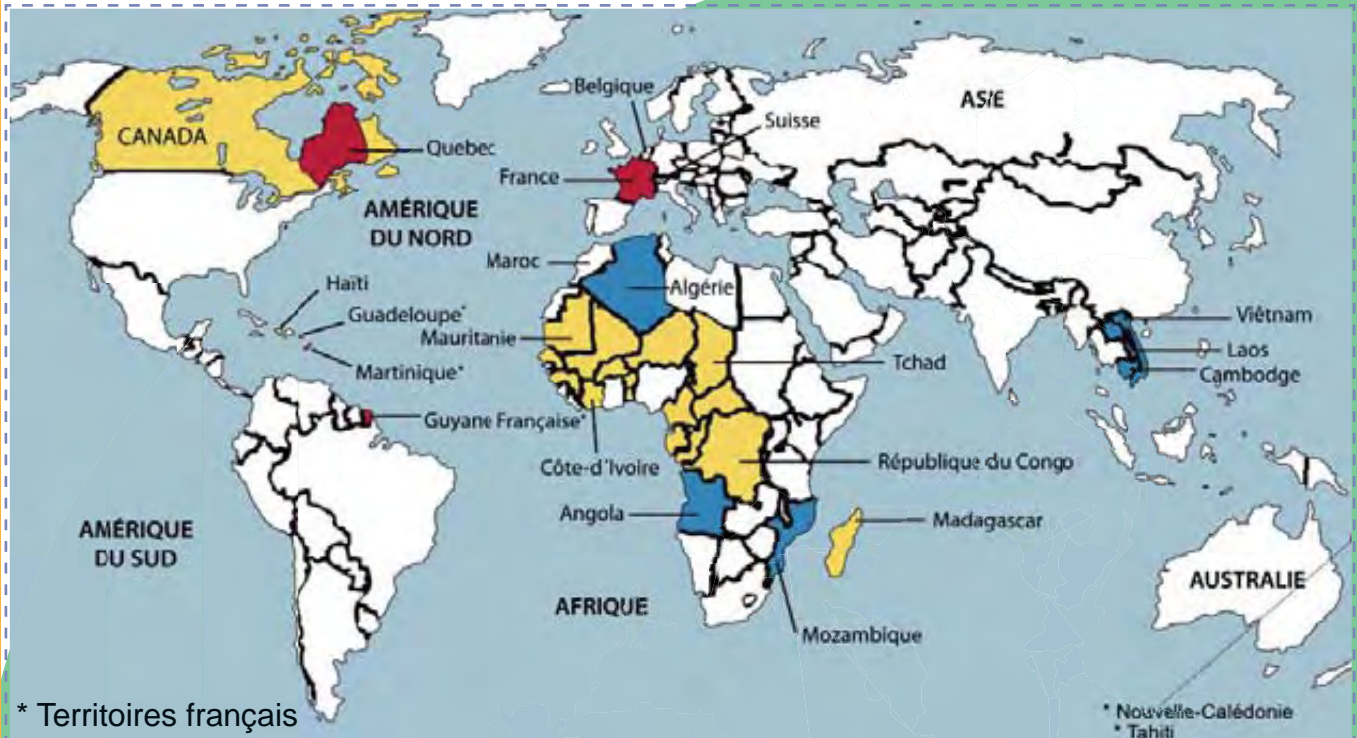 Belgique
ASIE
Suisse
CANADA
Quebec
France
AMÉRIQUE
DU NORD
Maroc
Haïti
Algérie
Guadeloupe*
Mauritanie
Viêtnam
Laos
Tchad
Martinique*
Cambodge
Guyane Française*
Côte-d'Ivoire
République du Congo
Angola
Madagascar
AMÉRIQUE
DU SUD
AUSTRALIE
AFRIQUE
Mozambique
* Territoires français
* Nouvelle-Calédonie
* Tahiti